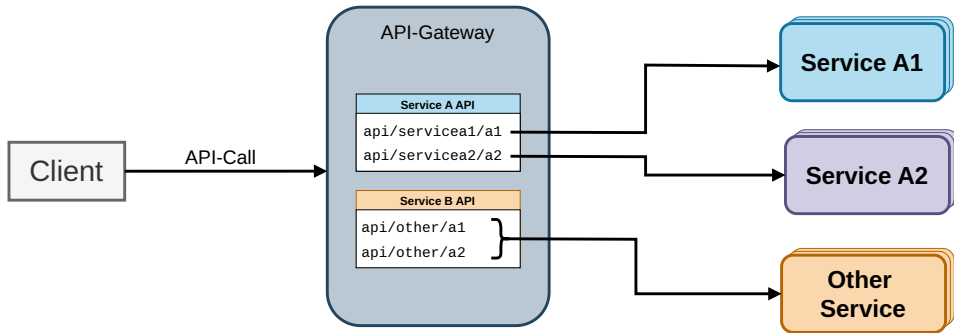 Client
API-Call
API-Gateway
Service A API
api/servicea1/a1
api/servicea2/a2
Service B API
api/other/a1
api/other/a2
Service A1
Service A2
Other
Service